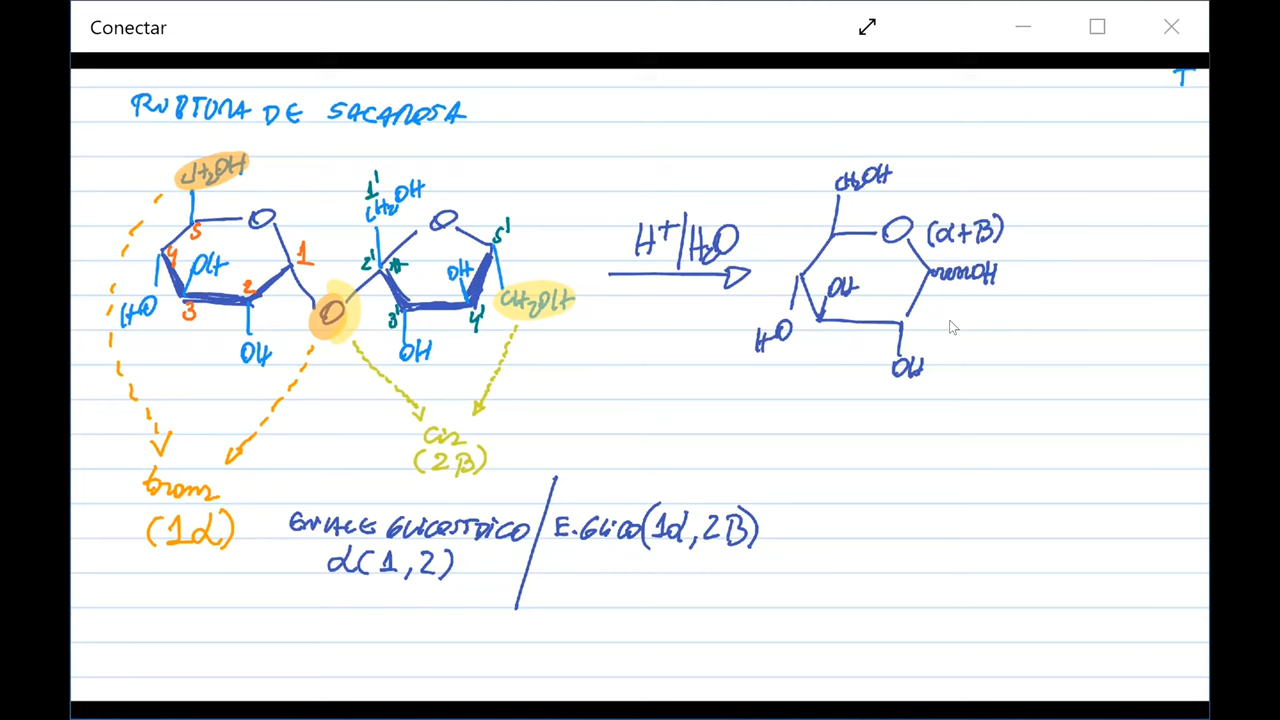 Conectar
T
RUPTURA DE SACAROSA
CH2OH
O
5
4
OH
1
HO
3
2
OH
O
1'
CH2OH
O
5'
2'
OH
3'
4'
CH2OH
OH
H+/H2O
CH2OH
O
(α+β)
OH
OH
HO
OH
cis
(2β)
trans
(1α)
ENLACE GLICOSÍDICO / E. Glico(1α, 2β)
α(1, 2)